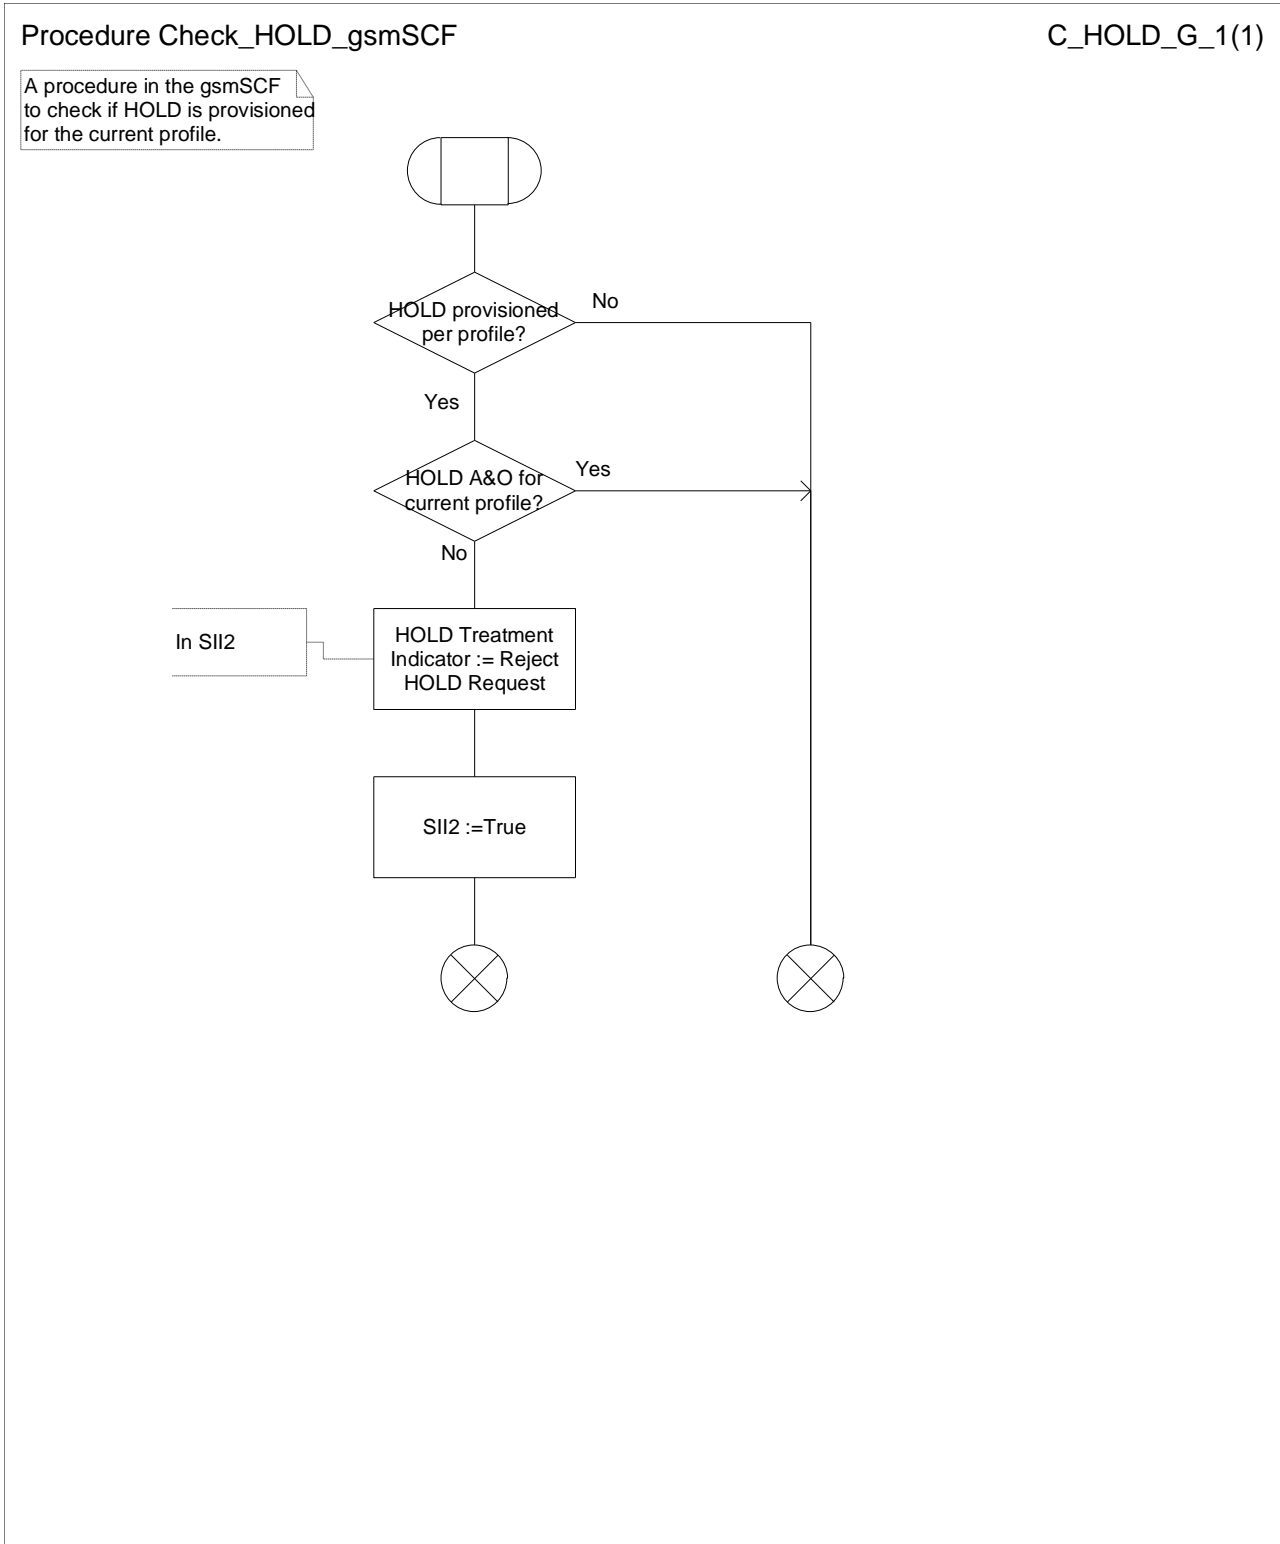 Procedure Check_HOLD_gsmSCF
C_HOLD_G_1(1)
A procedure in the gsmSCF
to check if HOLD is provisioned
for the current profile.
HOLD provisioned
per profile?
No
Yes
HOLD A&O for
current profile?
Yes
No
In SII2
HOLD Treatment
Indicator := Reject
HOLD Request
SII2 :=True